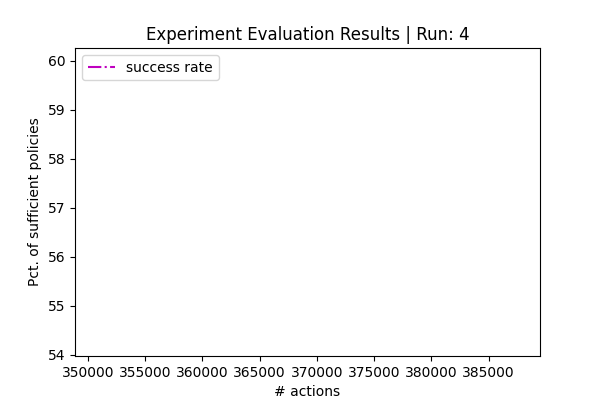 Experiment Evaluation Results | Run: 4
success rate
Pct. of sufficient policies
60
59
58
57
56
55
54
350000 355000 360000 365000 370000 375000 380000 385000
# actions